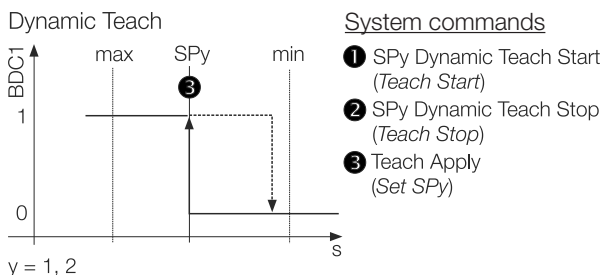 Dynamic Teach
BDC1
max
SPy
min
❸
1
0
s
y = 1, 2
System commands
❶ SPy Dynamic Teach Start
(Teach Start)
❷ SPy Dynamic Teach Stop
(Teach Stop)
❸ Teach Apply
(Set SPy)